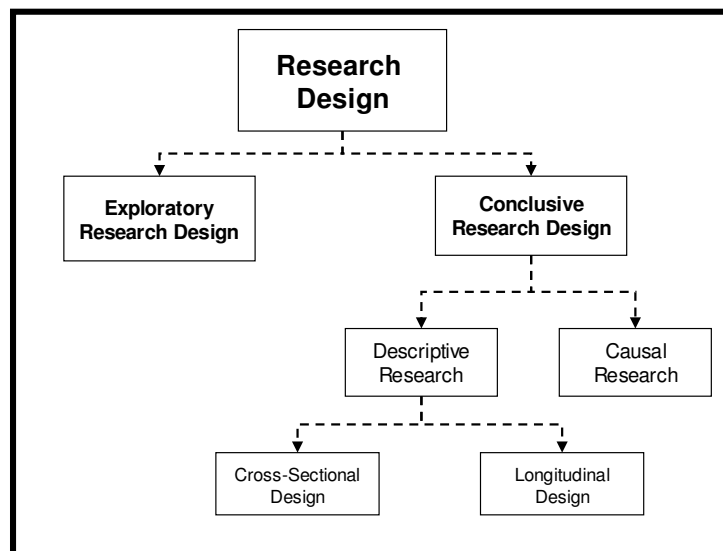 Research
Design
Exploratory
Research Design
Conclusive
Research Design
Descriptive
Research
Causal
Research
Cross-Sectional
Design
Longitudinal
Design